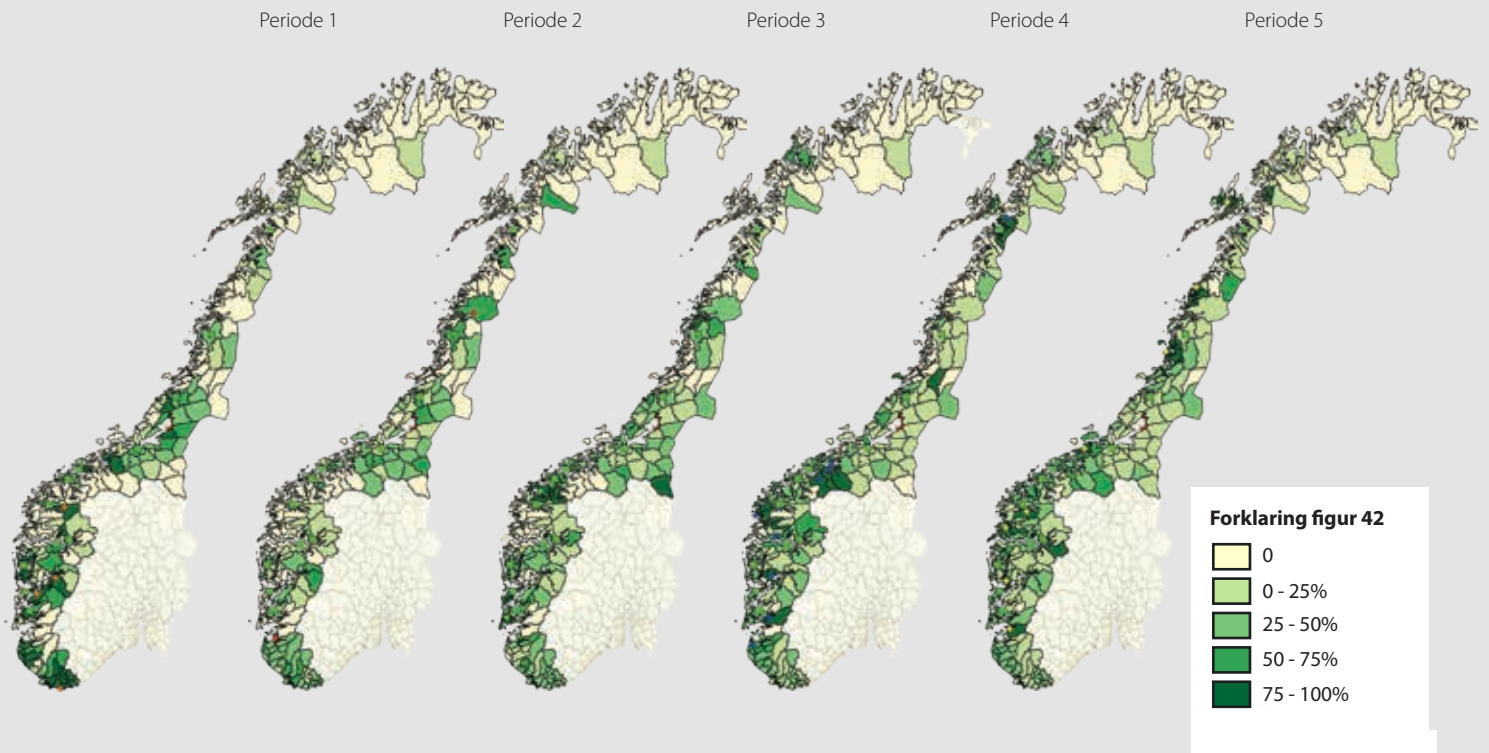 Periode 1
Periode 2
Periode 3
Periode 4
Periode 5
Forklaring figur 42
0
0 - 25%
25 - 50%
50 - 75%
75 - 100%